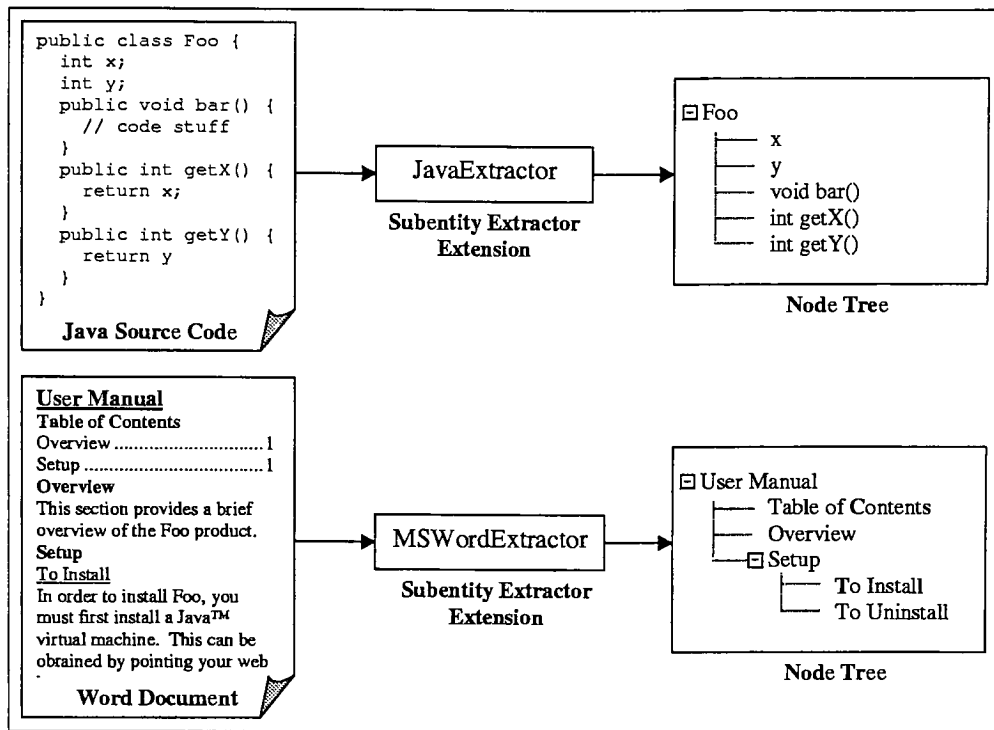 public class Foo {
int x;
int y;
public void bar() {
// code stuff
}
public int getX() {
return x;
}
public int getY() {
return y
}
}
Java Source Code
JavaExtractor
Subentity Extractor
Extension
Foo
x
y
void bar()
int getX()
int getY()
Node Tree
User Manual
Table of Contents
Overview .................................... 1
Setup ........................................... 1
Overview
This section provides a brief
overview of the Foo product.
Setup
To Install
In order to install Foo, you
must first install a Java™
virtual machine. This can be
obrained by pointing your web
Word Document
MSWordExtractor
Subentity Extractor
Extension
User Manual
Table of Contents
Overview
Setup
To Install
To Uninstall
Node Tree